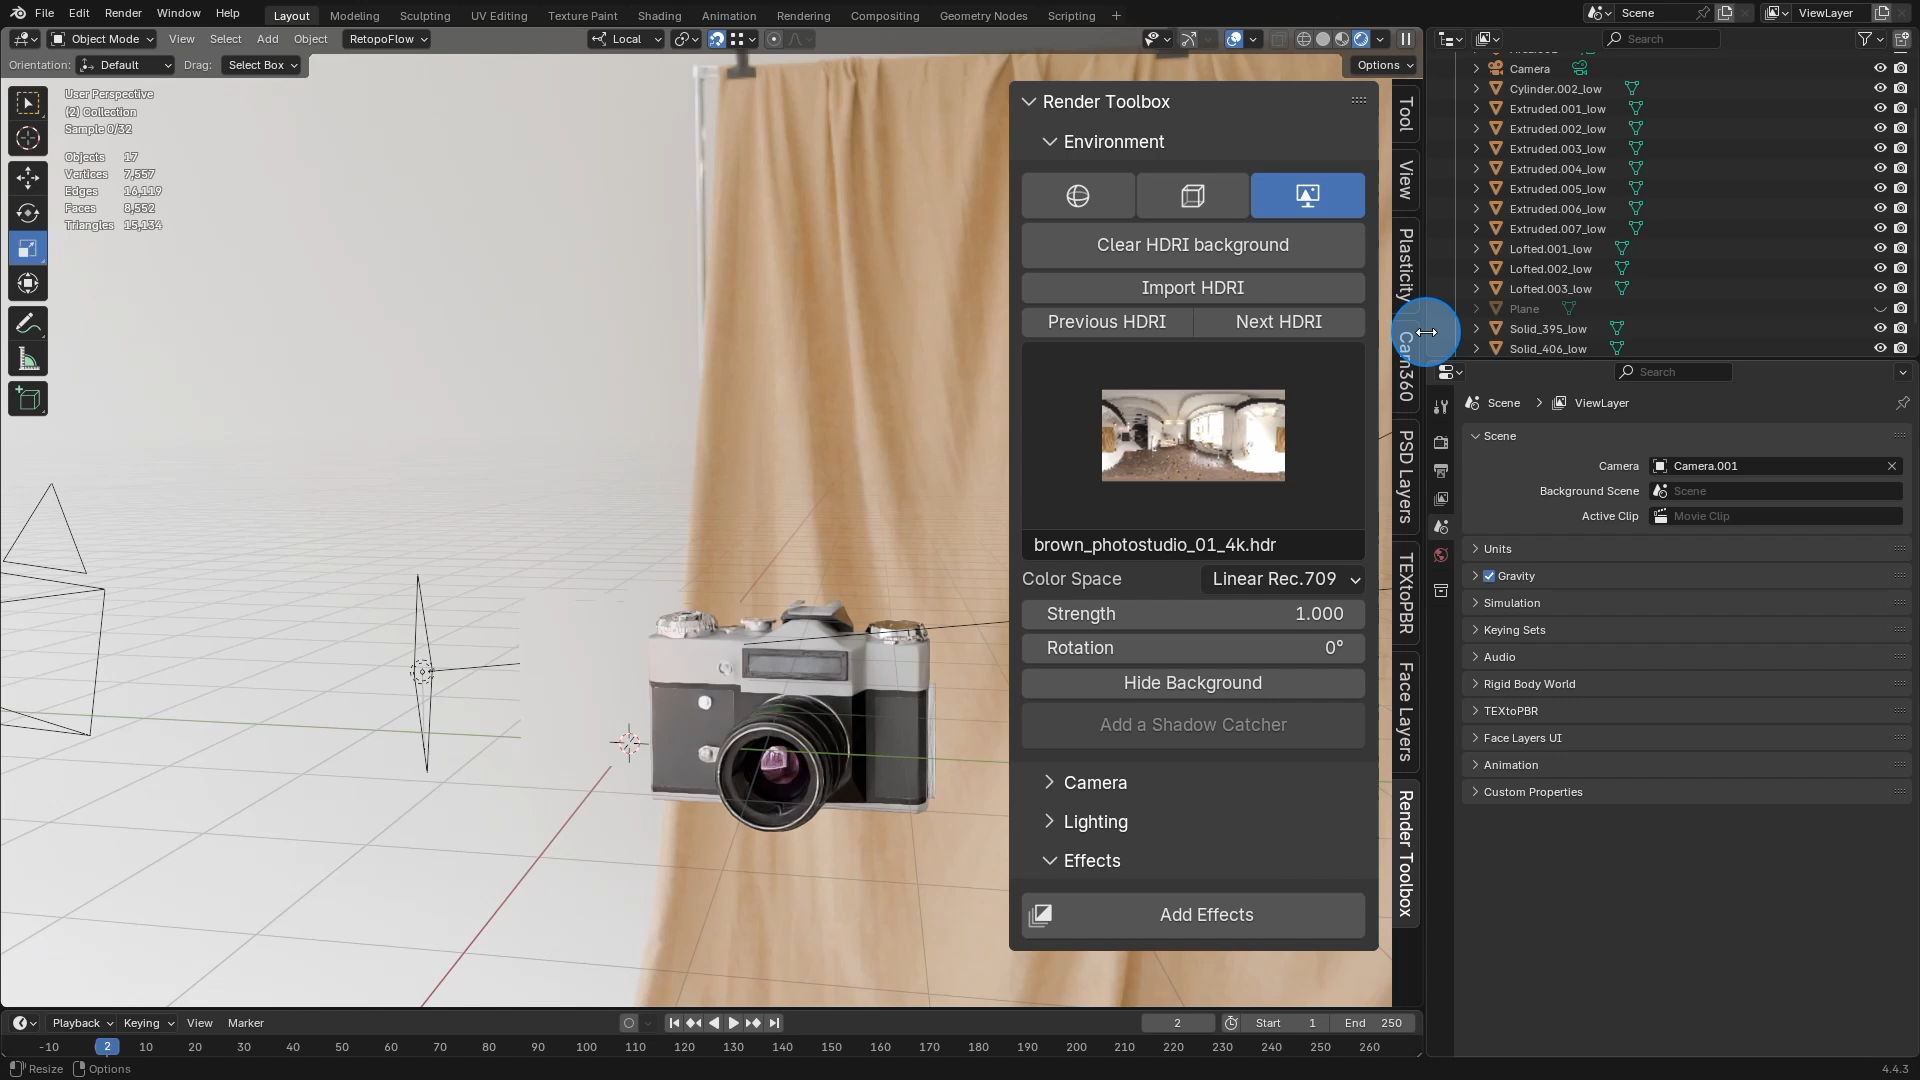 File Edit Render Window Help Layout Modeling Sculpting UV Editing Texture Paint Shading Animation Rendering Compositing Geometry Nodes Scripting + Scene ViewLayer
Object Mode View Select Add Object RetopoFlow Local Search
Orientation: Default Drag: Select Box Options
User Perspective
(2) Collection
Sample 0/32
Objects 17
Vertices 7,557
Edges 16,119
Faces 8,552
Triangles 15,134
Render Toolbox
Environment
Clear HDRI background
Import HDRI
Previous HDRI Next HDRI
brown_photostudio_01_4k.hdr
Color Space Linear Rec.709
Strength 1.000
Rotation 0°
Hide Background
Add a Shadow Catcher
Camera
Lighting
Effects
Add Effects
Tool
View
Plasticity
Cam360
PSD Layers
TEXtoPBR
Face Layers
Render Toolbox
Camera
Cylinder.002_low
Extruded.001_low
Extruded.002_low
Extruded.003_low
Extruded.004_low
Extruded.005_low
Extruded.006_low
Extruded.007_low
Lofted.001_low
Lofted.002_low
Lofted.003_low
Plane
Solid_395_low
Solid_406_low
Search
Scene ViewLayer
Scene
Camera Camera.001
Background Scene Scene
Active Clip Movie Clip
Units
Gravity
Simulation
Keying Sets
Audio
Rigid Body World
TEXtoPBR
Face Layers UI
Animation
Custom Properties
Playback Keying View Marker 2 Start 1 End 250
-10 2 10 20 30 40 50 60 70 80 90 100 110 120 130 140 150 160 170 180 190 200 210 220 230 240 250 260
Resize Options 4.4.3